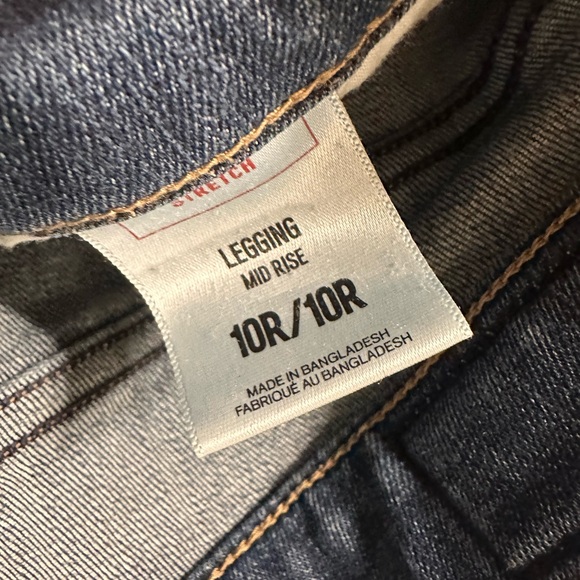 STRETCH
LEGGING
MID RISE
10R/10R
MADE IN BANGLADESH
FABRIQUÉ AU BANGLADESH